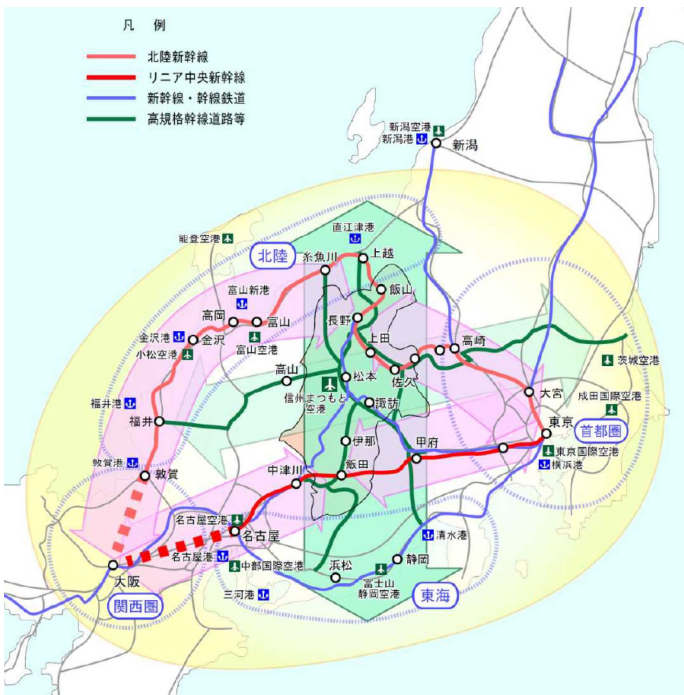 凡 例
北陸新幹線
リニア中央新幹線
新幹線・幹線鉄道
高規格幹線道路等
新潟空港
新潟港
新潟
能登空港
北陸
直江津港
糸魚川
上越
富山新港
飯山
高岡
富山
長野
金沢港
金沢
小松空港
富山空港
上田
高崎
茨城空港
高山
松本
佐久
信州まつもと
空港
諏訪
大宮
成田国際空港
福井港
福井
伊那
甲府
東京
首都圏
東京国際空港
横浜港
敦賀港
敦賀
中津川
飯田
名古屋空港
名古屋
清水港
名古屋港
中部国際空港
浜松
静岡
大阪
富士山
静岡空港
関西圏
三河港
東海